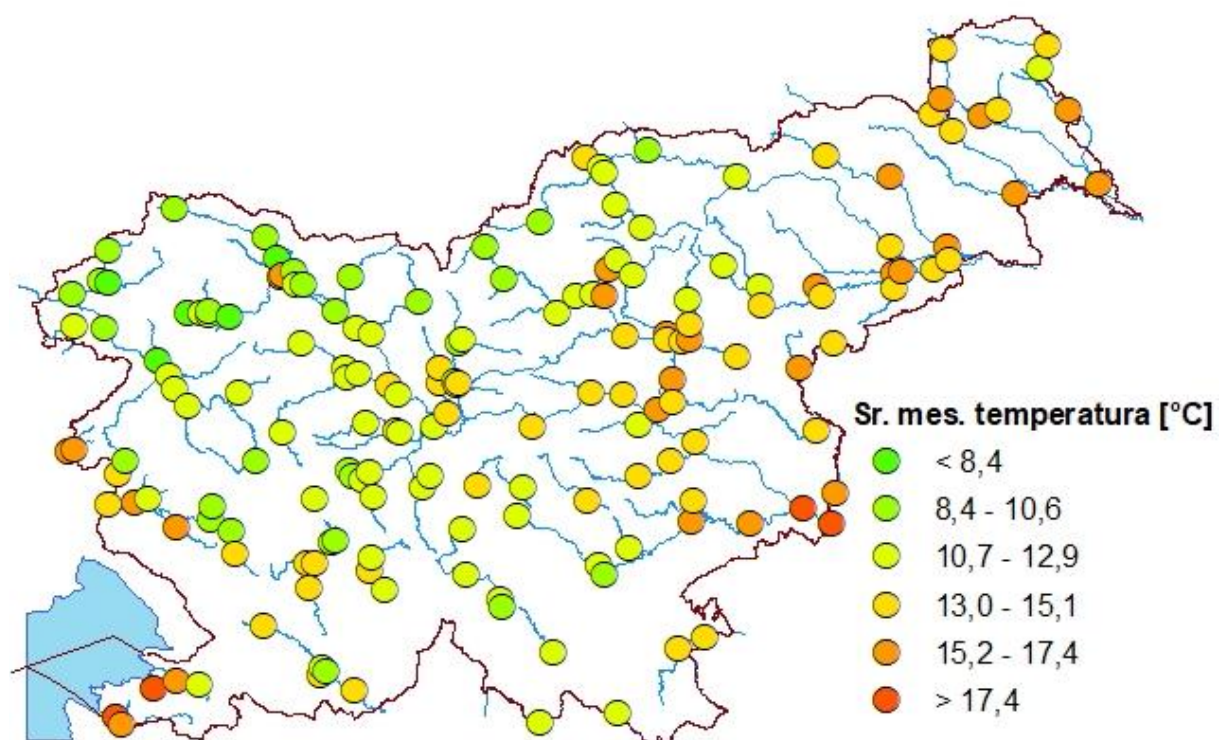 Sr. mes. temperatura [°C]
< 8,4
8,4 - 10,6
10,7 - 12,9
13,0 - 15,1
15,2 - 17,4
> 17,4